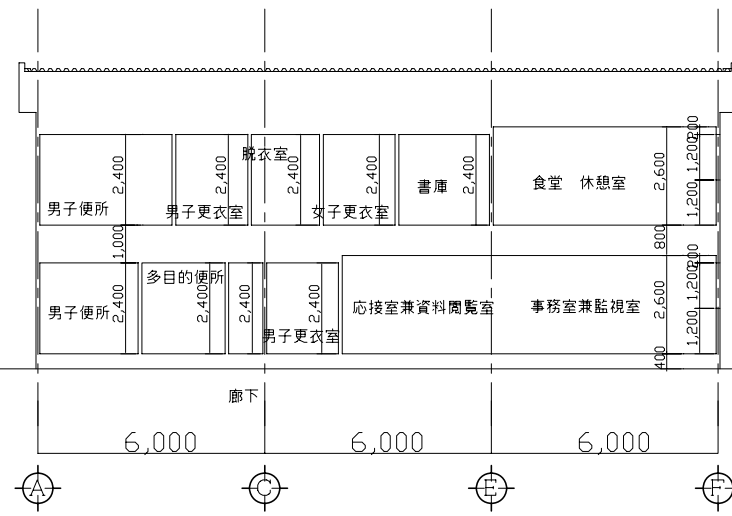 脱衣室
2,400
2,400
2,400
2,400
2,400
書庫
食堂 休憩室
2,600
1,200
200
1,200
男子便所
男子更衣室
女子更衣室
1,000
800
多目的便所
男子便所
2,400
2,400
2,400
2,400
男子更衣室
応接室兼資料閲覧室
事務室兼監視室
2,600
1,200
200
1,200
400
廊下
6,000
6,000
6,000
A
C
E
F